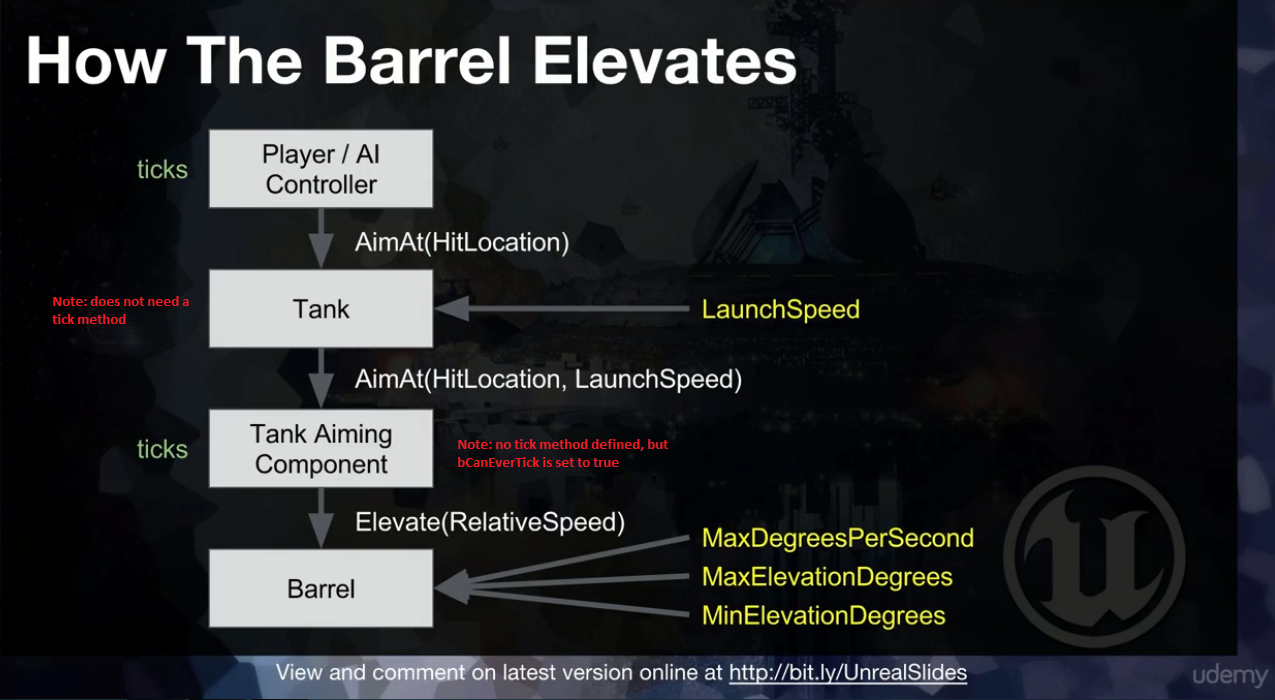 How The Barrel Elevates
ticks
Player / AI
Controller
AimAt(HitLocation)
Note: does not need a
tick method
Tank
LaunchSpeed
AimAt(HitLocation, LaunchSpeed)
ticks
Tank Aiming
Component
Note: no tick method defined, but
bCanEverTick is set to true
Elevate(RelativeSpeed)
Barrel
MaxDegreesPerSecond
MaxElevationDegrees
MinElevationDegrees
View and comment on latest version online at http://bit.ly/UnrealSlides
udemy